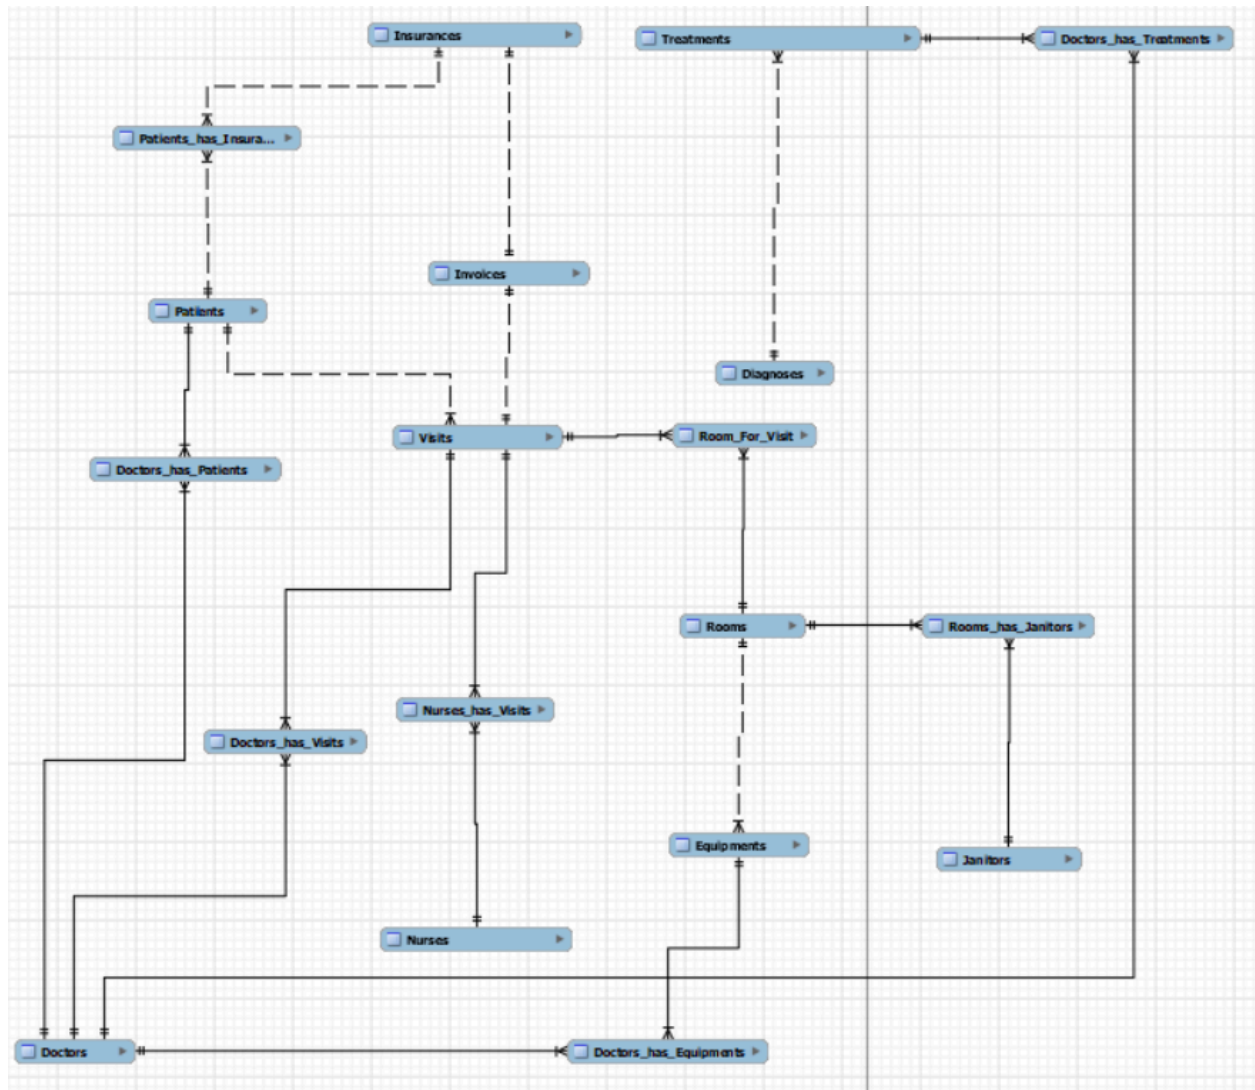 Insurances
Treatments
Doctors_has_Treatments
Patients_has_Insura...
Invoices
Patients
Diagnoses
Visits
Room_For_Visit
Doctors_has_Patients
Rooms
Rooms_has_Janitors
Nurses_has_Visits
Doctors_has_Visits
Equipments
Janitors
Nurses
Doctors
Doctors_has_Equipments